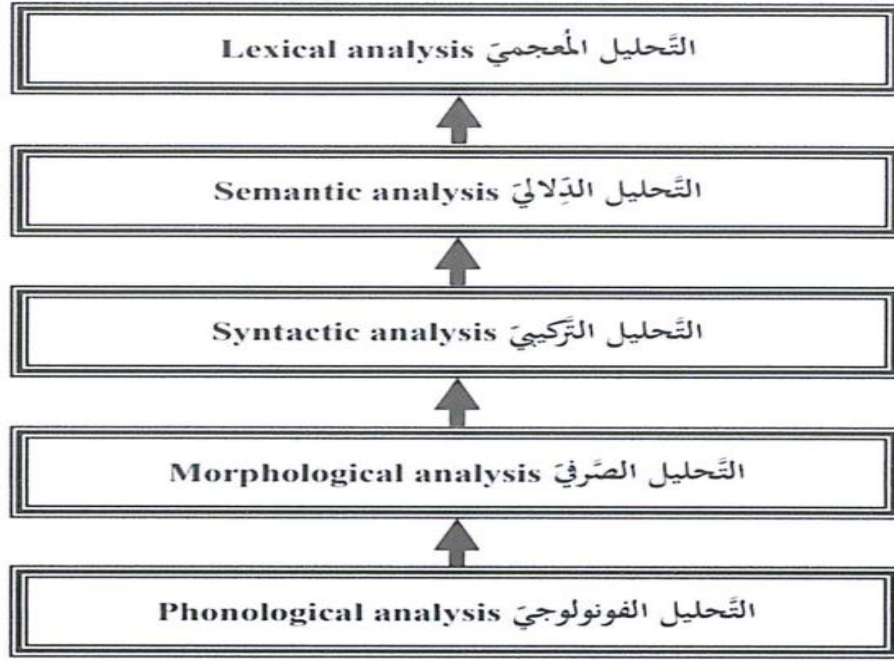 التَّحليل المُعجميّ Lexical analysis
التَّحليل الدِّلاليّ Semantic analysis
التَّحليل التَّركيبيّ Syntactic analysis
التَّحليل الصَّرفيّ Morphological analysis
التَّحليل الفونولوجيّ Phonological analysis